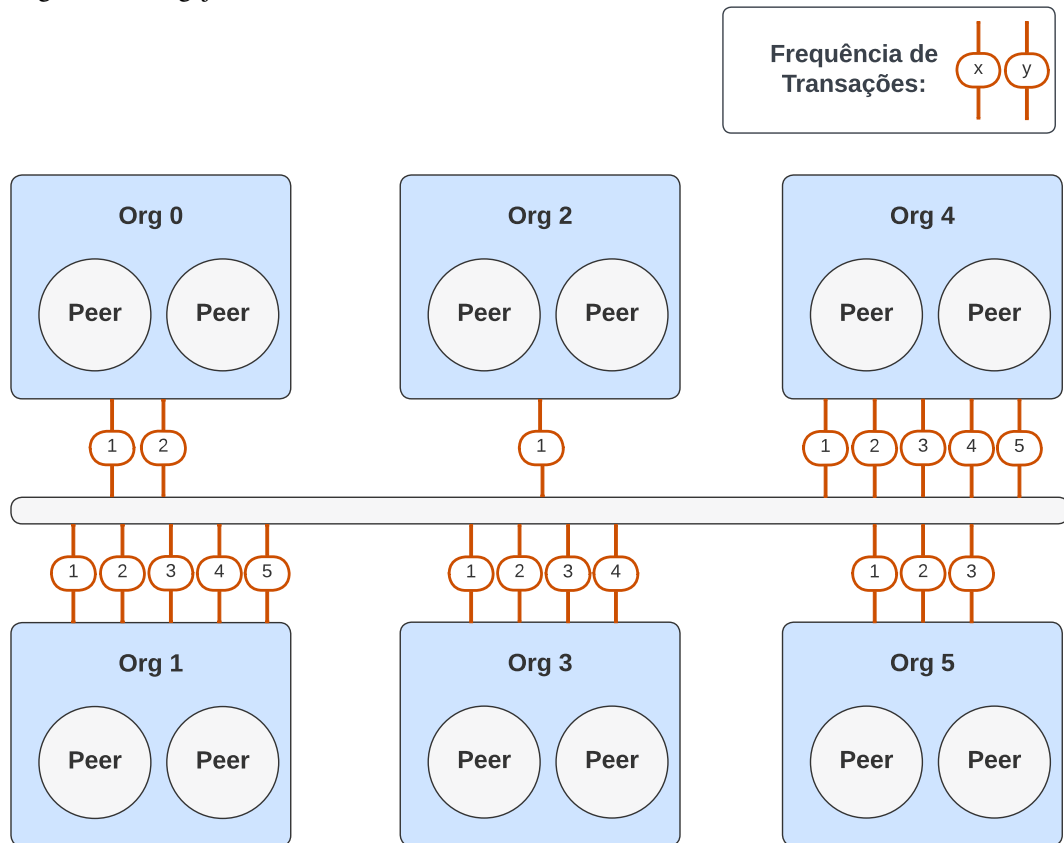 Frequência de
Transações:
x y
Org 0
Peer Peer
Org 2
Peer Peer
Org 4
Peer Peer
1 2
1
1 2 3 4 5
1 2 3 4 5
1 2 3 4
1 2 3
Org 1
Peer Peer
Org 3
Peer Peer
Org 5
Peer Peer